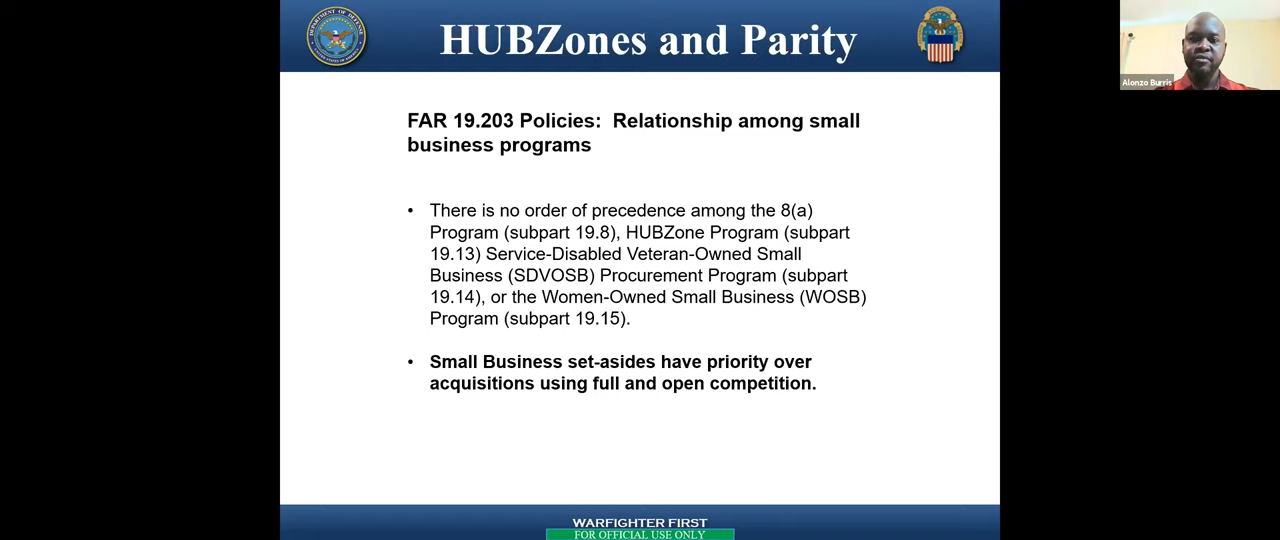 HUBZones and Parity
Alonzo Burris
FAR 19.203 Policies:  Relationship among small
business programs
• There is no order of precedence among the 8(a)
Program (subpart 19.8), HUBZone Program (subpart
19.13) Service-Disabled Veteran-Owned Small
Business (SDVOSB) Procurement Program (subpart
19.14), or the Women-Owned Small Business (WOSB)
Program (subpart 19.15).
• Small Business set-asides have priority over
acquisitions using full and open competition.
WARFIGHTER FIRST
FOR OFFICIAL USE ONLY